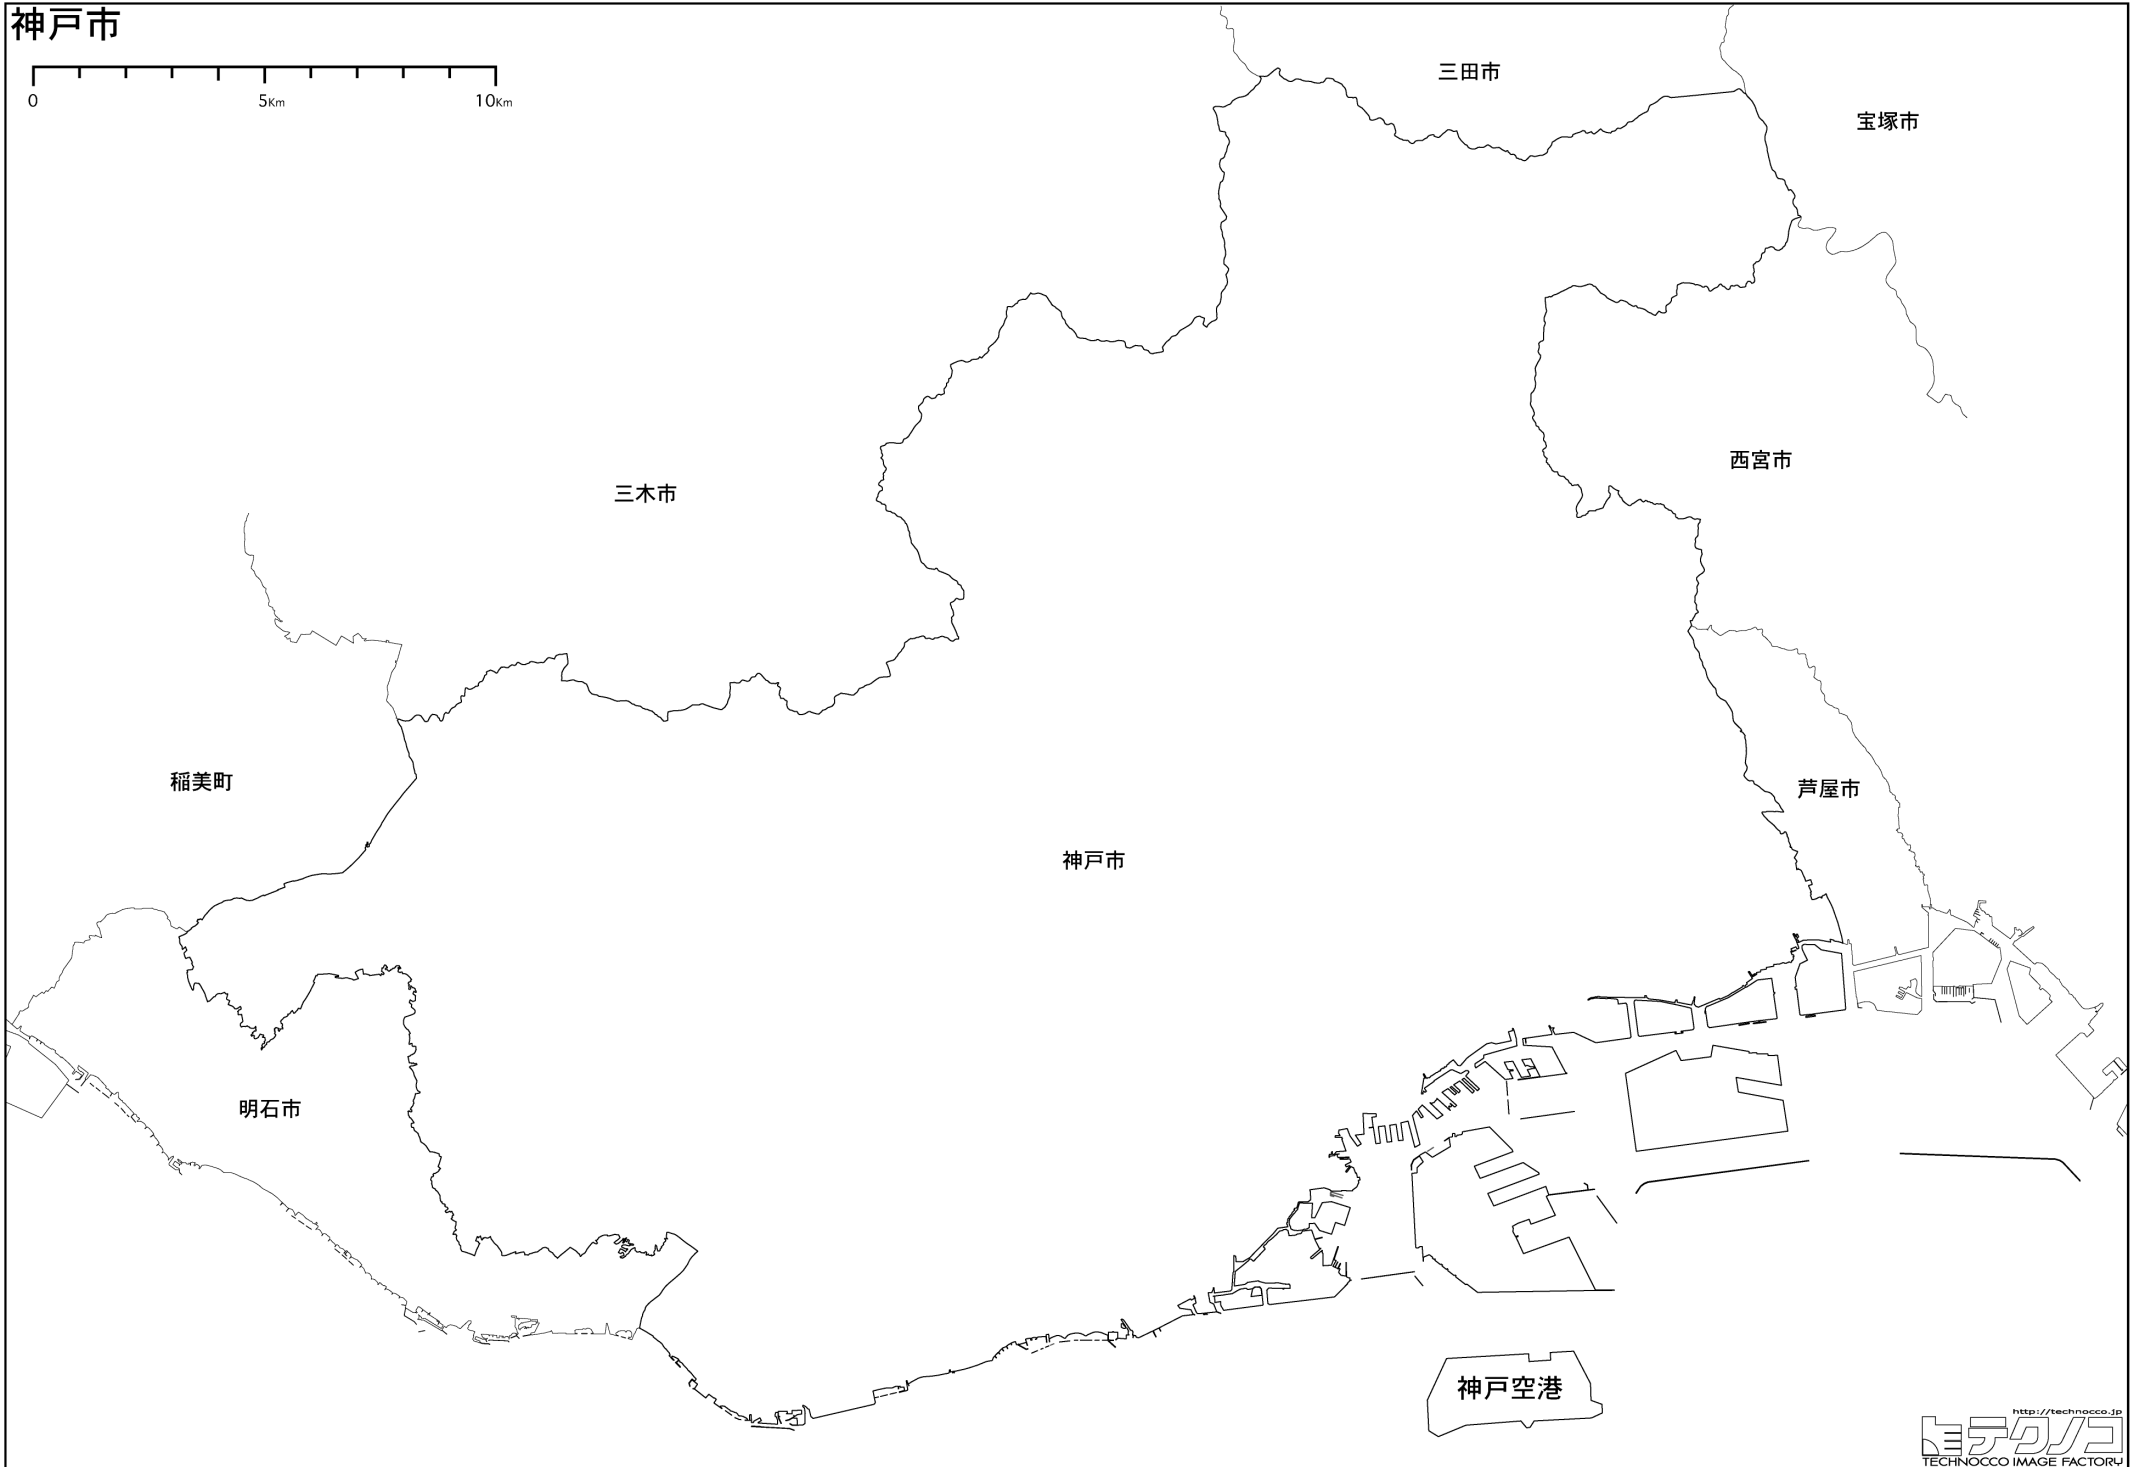 神戸市
0 5Km 10Km
三田市
宝塚市
西宮市
三木市
稲美町
芦屋市
神戸市
明石市
神戸空港
http://technocco.jp
テクノコ
TECHNOCCO IMAGE FACTORY